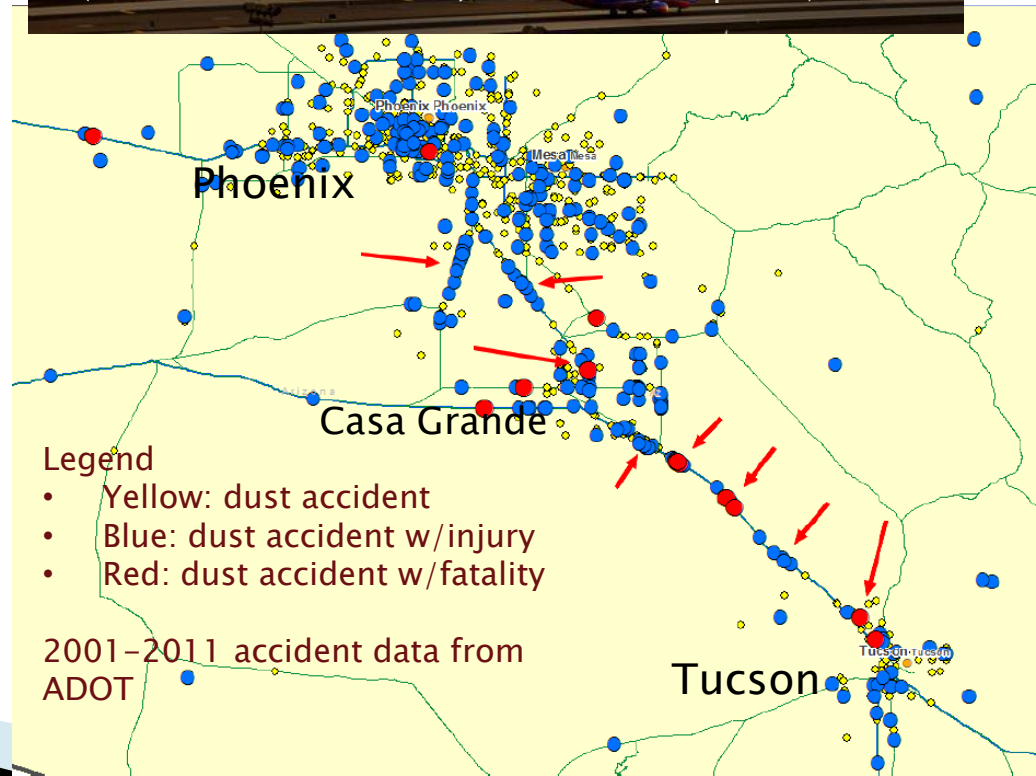 Phoenix Phoenix
Mesa Mesa
Phoenix
Arizona
Casa Grande
Legend
• Yellow: dust accident
• Blue: dust accident w/injury
• Red: dust accident w/fatality
2001-2011 accident data from
ADOT
Tucson Tucson
Tucson